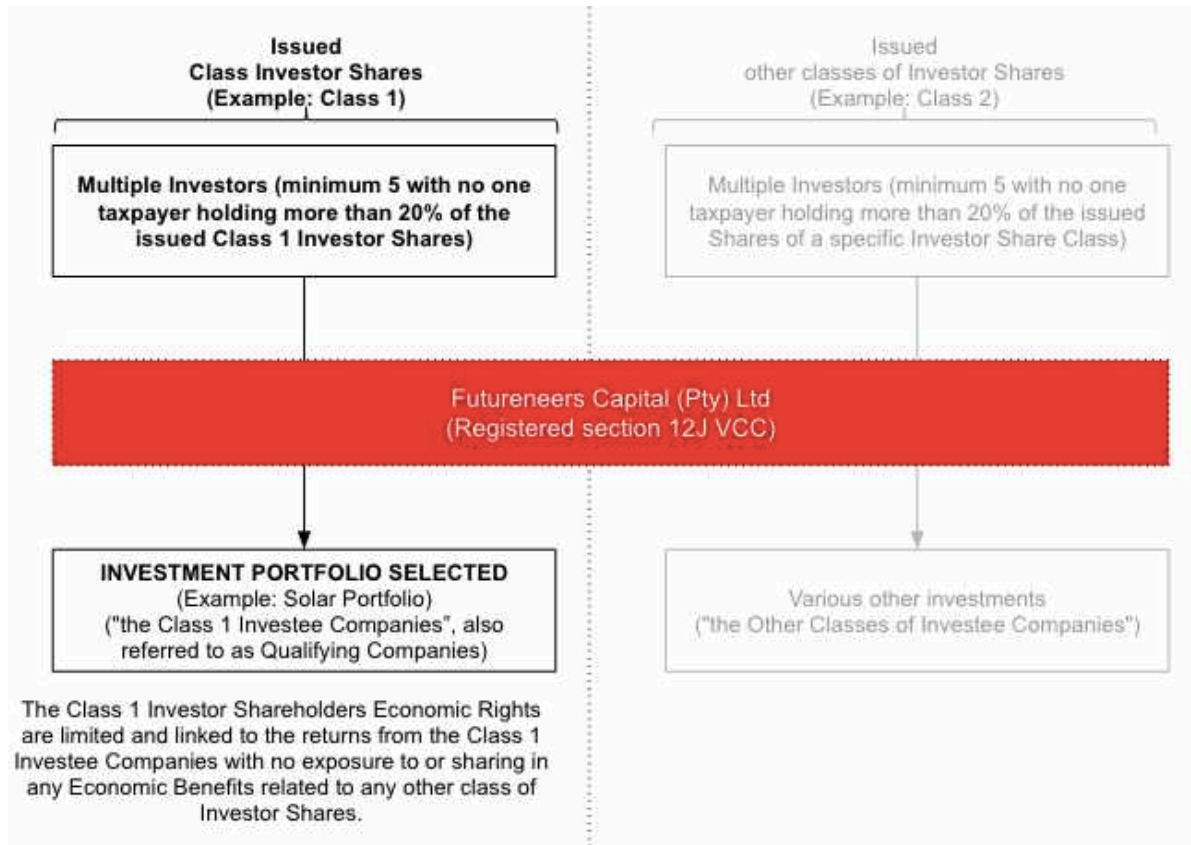 Issued
Class Investor Shares
(Example: Class 1)
Multiple Investors (minimum 5 with no one
taxpayer holding more than 20% of the
issued Class 1 Investor Shares)
Issued
other classes of Investor Shares
(Example: Class 2)
Multiple Investors (minimum 5 with no one
taxpayer holding more than 20% of the issued
Shares of a specific Investor Share Class)
Futureneers Capital (Pty) Ltd
(Registered section 12J VCC)
INVESTMENT PORTFOLIO SELECTED
(Example: Solar Portfolio)
("the Class 1 Investee Companies", also
referred to as Qualifying Companies)
Various other investments
("the Other Classes of Investee Companies")
The Class 1 Investor Shareholders Economic Rights
are limited and linked to the returns from the Class 1
Investee Companies with no exposure to or sharing in
any Economic Benefits related to any other class of
Investor Shares.